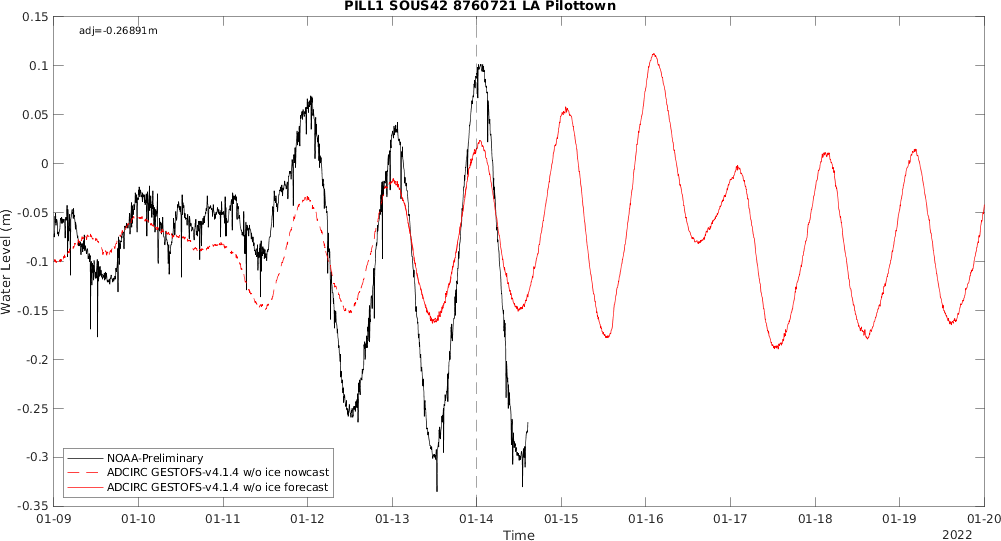 PILL1 SOUS42 8760721 LA Pilottown
adj=-0.26891m
0.15
0.1
0.05
0
-0.05
-0.1
-0.15
-0.2
-0.25
-0.3
-0.35
Water Level (m)
NOAA-Preliminary
ADCIRC GESTOFS-v4.1.4 w/o ice nowcast
ADCIRC GESTOFS-v4.1.4 w/o ice forecast
01-09 01-10 01-11 01-12 01-13 01-14 01-15 01-16 01-17 01-18 01-19 01-20
Time
2022